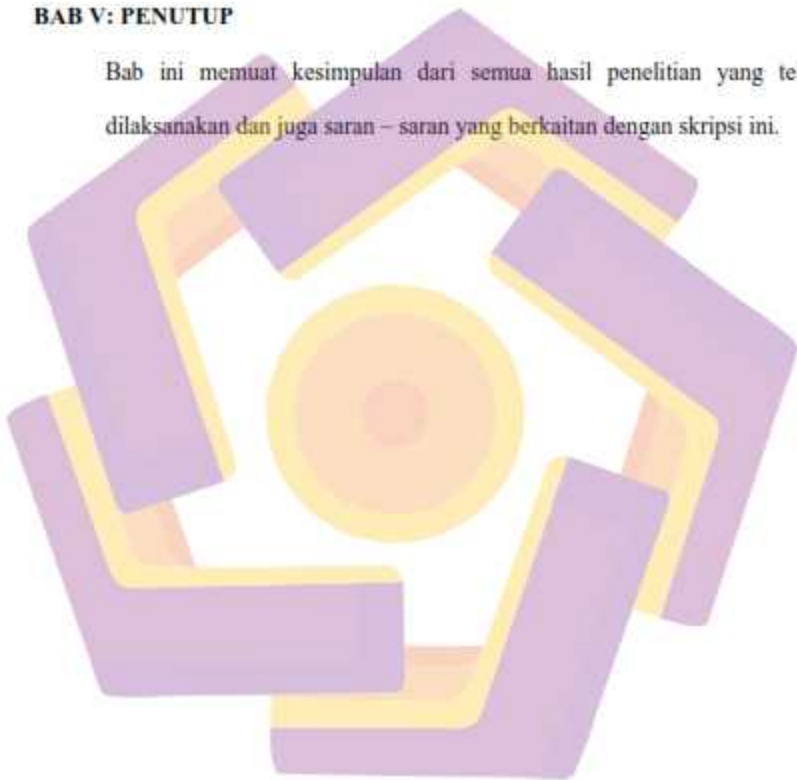 BAB V: PENUTUP
Bab ini memuat kesimpulan dari semua hasil penelitian yang te
dilaksanakan dan juga saran – saran yang berkaitan dengan skripsi ini.